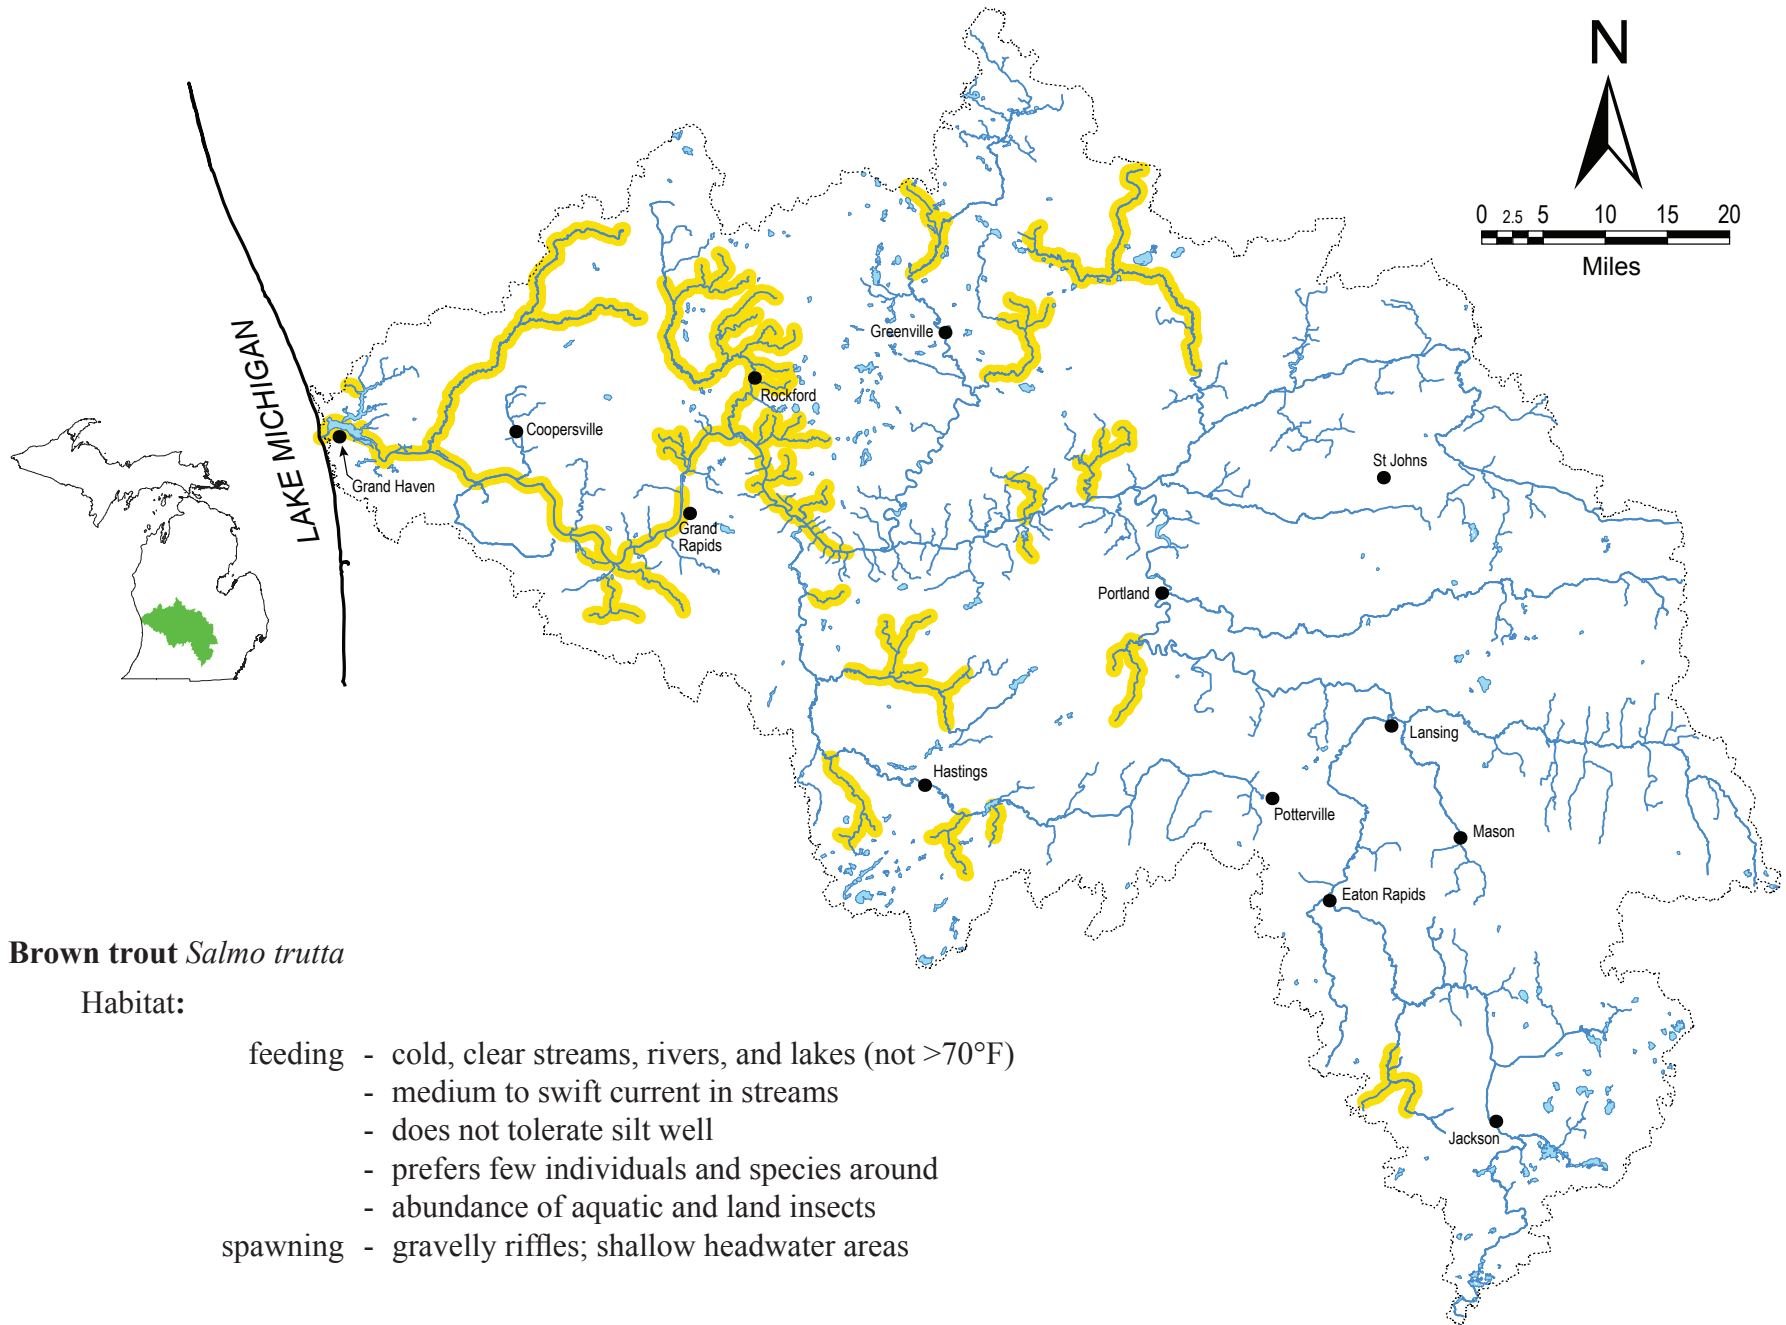 N
0 2.5 5 10 15 20
Miles
LAKE MICHIGAN
Greenville
Rockford
Coopersville
St Johns
Grand Haven
Grand
Rapids
Portland
Lansing
Hastings
Potterville
Mason
Eaton Rapids
Jackson
Brown trout Salmo trutta
Habitat:
feeding - cold, clear streams, rivers, and lakes (not >70°F)
- medium to swift current in streams
- does not tolerate silt well
- prefers few individuals and species around
- abundance of aquatic and land insects
spawning - gravelly riffles; shallow headwater areas